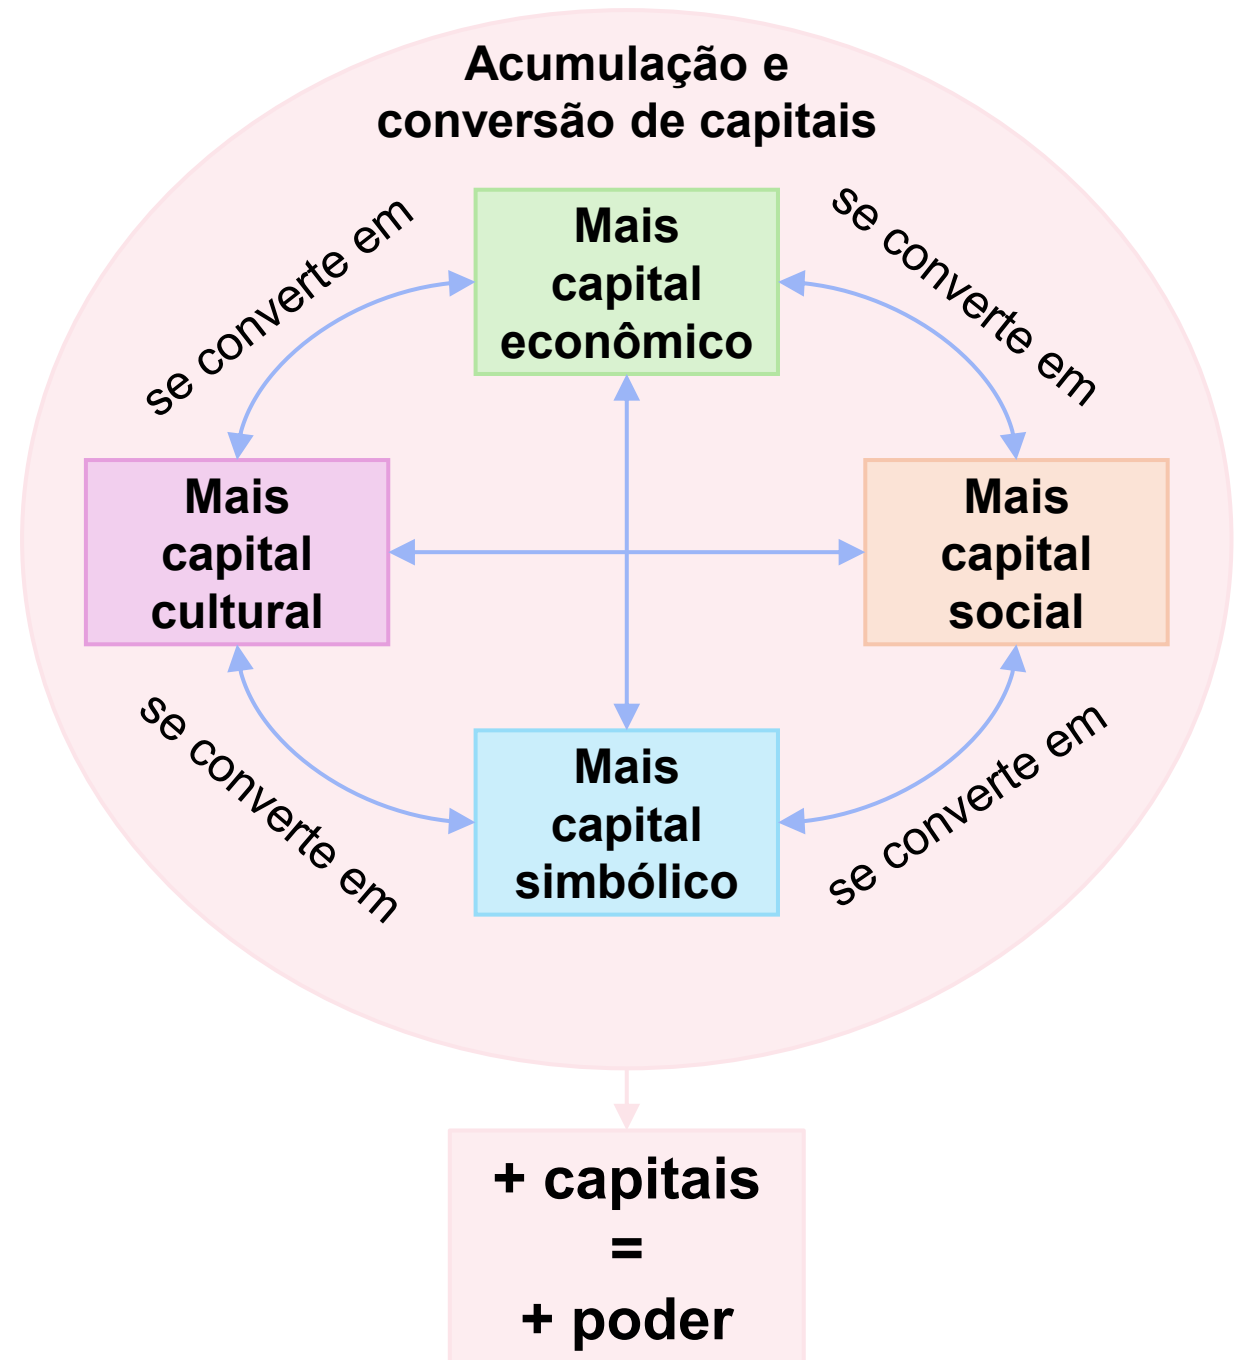 Acumulação e
conversão de capitais
se converte em
se converte em
Mais
capital
econômico
Mais
capital
cultural
Mais
capital
social
se converte em
se converte em
Mais
capital
simbólico
+ capitais
=
+ poder